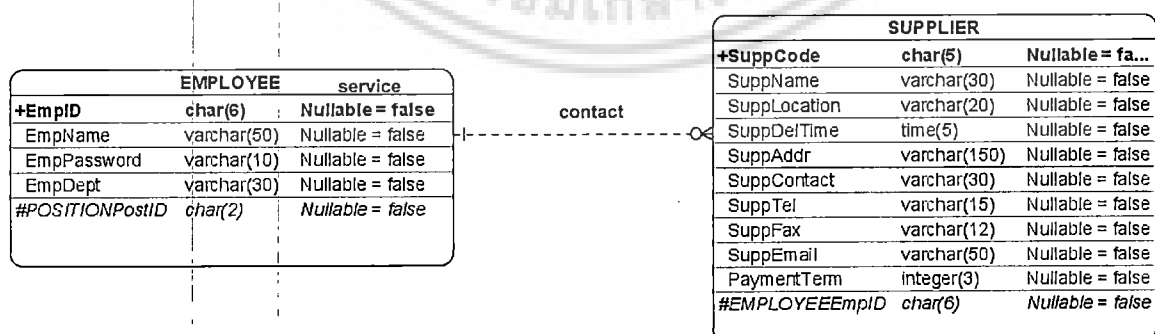 EMPLOYEE
service
+EmpID char(6) Nullable = false
EmpName varchar(50) Nullable = false
EmpPassword varchar(10) Nullable = false
EmpDept varchar(30) Nullable = false
#POSITIONPostID char(2) Nullable = false
contact
SUPPLIER
+SuppCode char(5) Nullable = fa...
SuppName varchar(30) Nullable = false
SuppLocation varchar(20) Nullable = false
SuppDelTime time(5) Nullable = false
SuppAddr varchar(150) Nullable = false
SuppContact varchar(30) Nullable = false
SuppTel varchar(15) Nullable = false
SuppFax varchar(12) Nullable = false
SuppEmail varchar(50) Nullable = false
PaymentTerm integer(3) Nullable = false
#EMPLOYEEEmpID char(6) Nullable = false